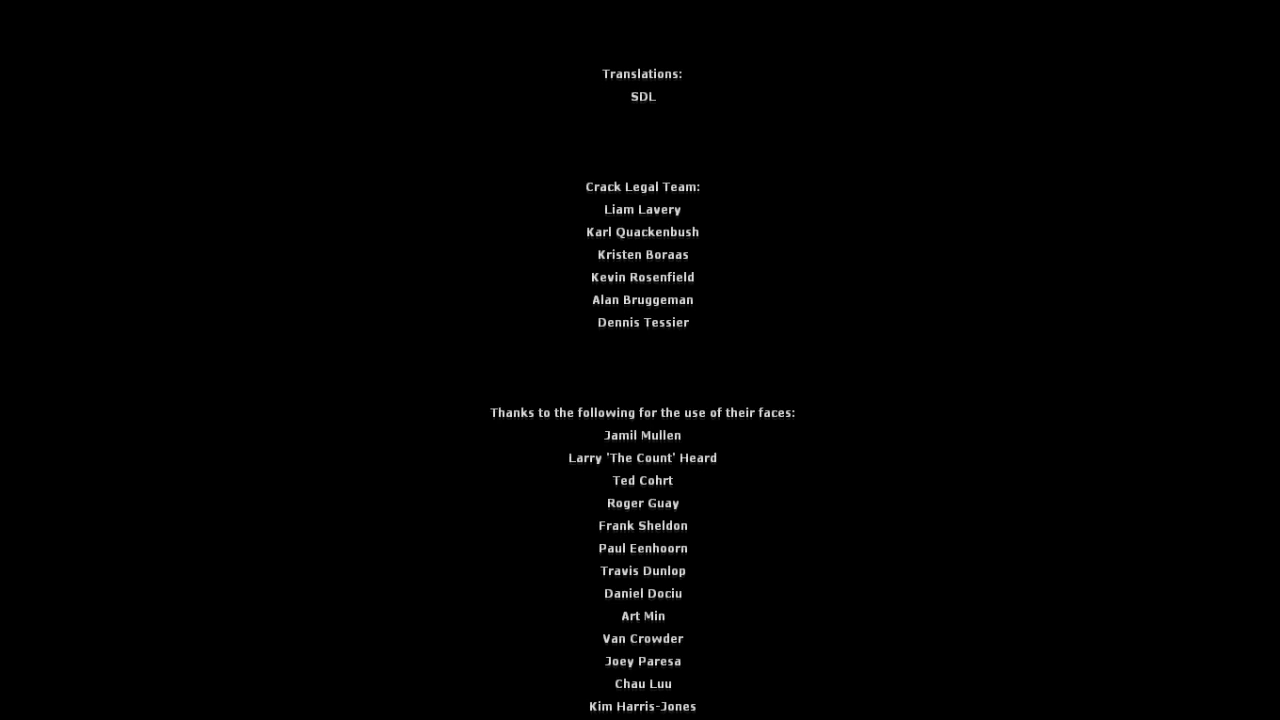 Translations:
SDL
Crack Legal Team:
Liam Lavery
Karl Quackenbush
Kristen Boraas
Kevin Rosenfield
Alan Bruggeman
Dennis Tessier
Thanks to the following for the use of their faces:
Jamil Mullen
Larry 'The Count' Heard
Ted Cohrt
Roger Guay
Frank Sheldon
Paul Eenhoorn
Travis Dunlop
Daniel Dociu
Art Min
Van Crowder
Joey Paresa
Chau Luu
Kim Harris-Jones